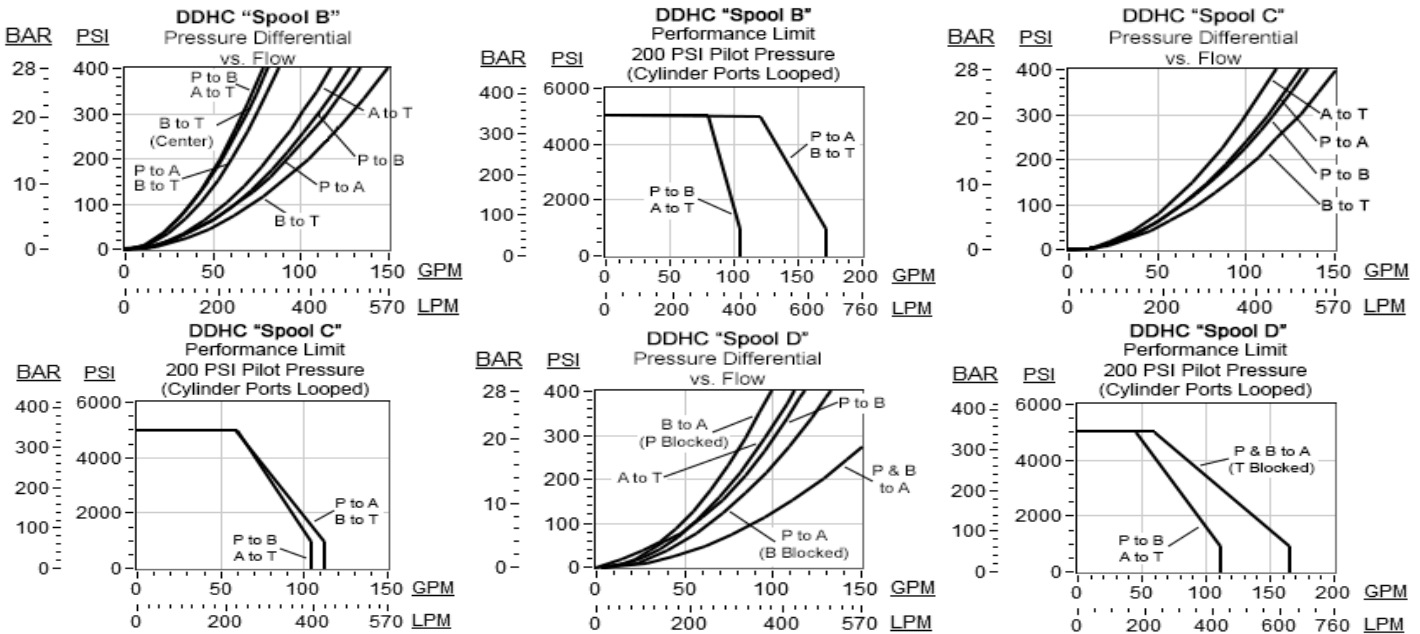 DDHC “Spool B”
Pressure Differential
vs. Flow
BAR PSI
28
20
10
0
400
300
200
100
0
P to B
A to T
B to T
(Center)
P to A
B to T
A to T
P to B
P to A
B to T
0 50 100 150 GPM
0 200 400 570 LPM
DDHC "Spool B"
Performance Limit
200 PSI Pilot Pressure
(Cylinder Ports Looped)
BAR PSI
400
300
200
100
0
6000
4000
2000
0
P to A
B to T
P to B
A to T
0 50 100 150 200 GPM
0 200 400 600 760 LPM
DDHC "Spool C"
Pressure Differential
vs. Flow
BAR PSI
28
20
10
0
400
300
200
100
0
A to T
P to A
P to B
B to T
0 50 100 150 GPM
0 200 400 570 LPM
DDHC "Spool C"
Performance Limit
200 PSI Pilot Pressure
(Cylinder Ports Looped)
BAR PSI
400
300
200
100
0
6000
4000
2000
0
P to A
B to T
P to B
A to T
0 50 100 150 GPM
0 200 400 570 LPM
DDHC "Spool D"
Pressure Differential
vs. Flow
BAR PSI
28
20
10
0
400
300
200
100
0
B to A
(P Blocked)
P to B
A to T
P & B
to A
P to A
(B Blocked)
0 50 100 150 GPM
0 200 400 570 LPM
DDHC "Spool D"
Performance Limit
200 PSI Pilot Pressure
(Cylinder Ports Looped)
BAR PSI
400
300
200
100
0
6000
4000
2000
0
P & B to A
(T Blocked)
P to B
A to T
0 50 100 150 200 GPM
0 200 400 600 760 LPM